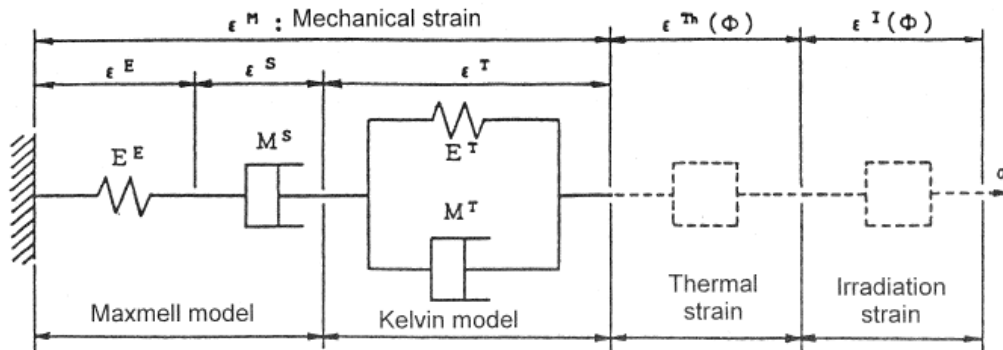 ε M : Mechanical strain
ε Th (Φ)
ε I (Φ)
ε E
ε S
ε T
E E
M S
E T
M T
σ
Maxmell model
Kelvin model
Thermal
strain
Irradiation
strain